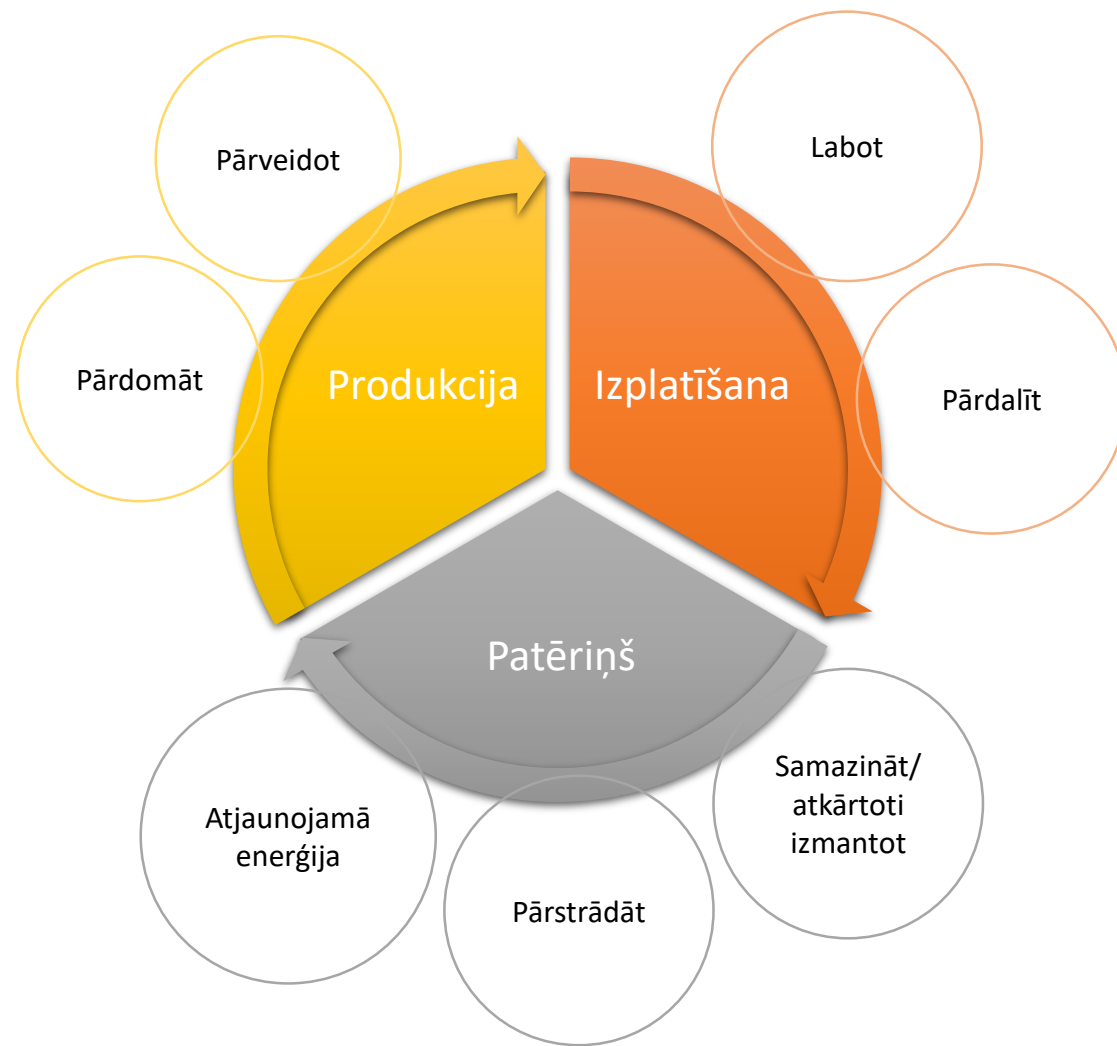 Pārveidot
Labot
Pārdomāt
Produkcija
Izplatīšana
Pārdalīt
Patēriņš
Samazināt/
atkārtoti
izmantot
Atjaunojamā
enerģija
Pārstrādāt